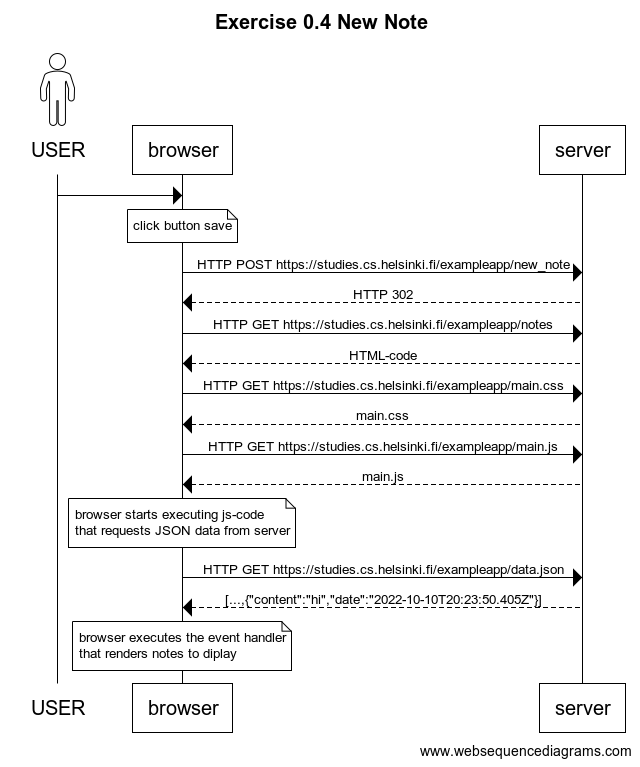 Exercise 0.4 New Note
USER
browser
server
click button save
HTTP POST https://studies.cs.helsinki.fi/exampleapp/new_note
HTTP 302
HTTP GET https://studies.cs.helsinki.fi/exampleapp/notes
HTML-code
HTTP GET https://studies.cs.helsinki.fi/exampleapp/main.css
main.css
HTTP GET https://studies.cs.helsinki.fi/exampleapp/main.js
main.js
browser starts executing js-code
that requests JSON data from server
HTTP GET https://studies.cs.helsinki.fi/exampleapp/data.json
[...,{"content":"hi","date":"2022-10-10T20:23:50.405Z"}]
browser executes the event handler
that renders notes to diplay
USER
browser
server
www.websequencediagrams.com